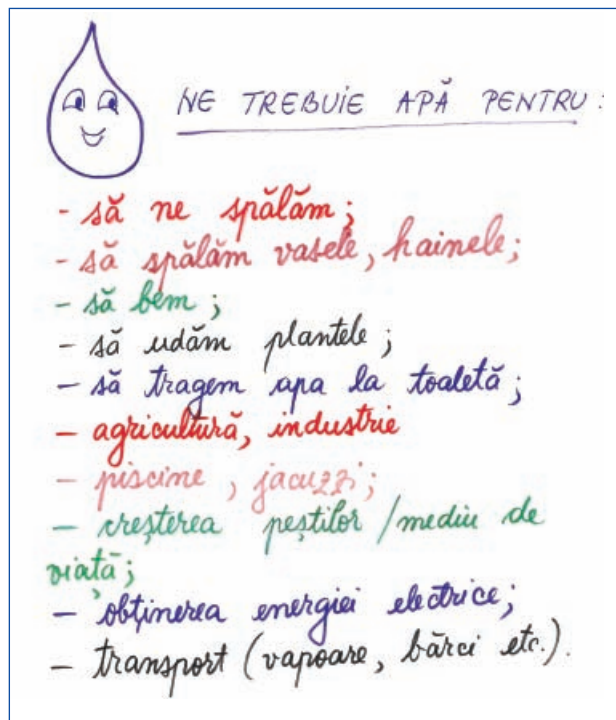 NE TREBUIE APĂ PENTRU:
- să ne spălăm;
- să spălăm vasele, hainele;
- să bem;
- să udăm plantele;
- să tragem apa la toaletă;
- agricultură, industrie
- piscine, jacuzzi;
- creșterea peștilor / mediu de
viață;
- obținerea energiei electrice;
- transport (vapoare, bărci etc.).